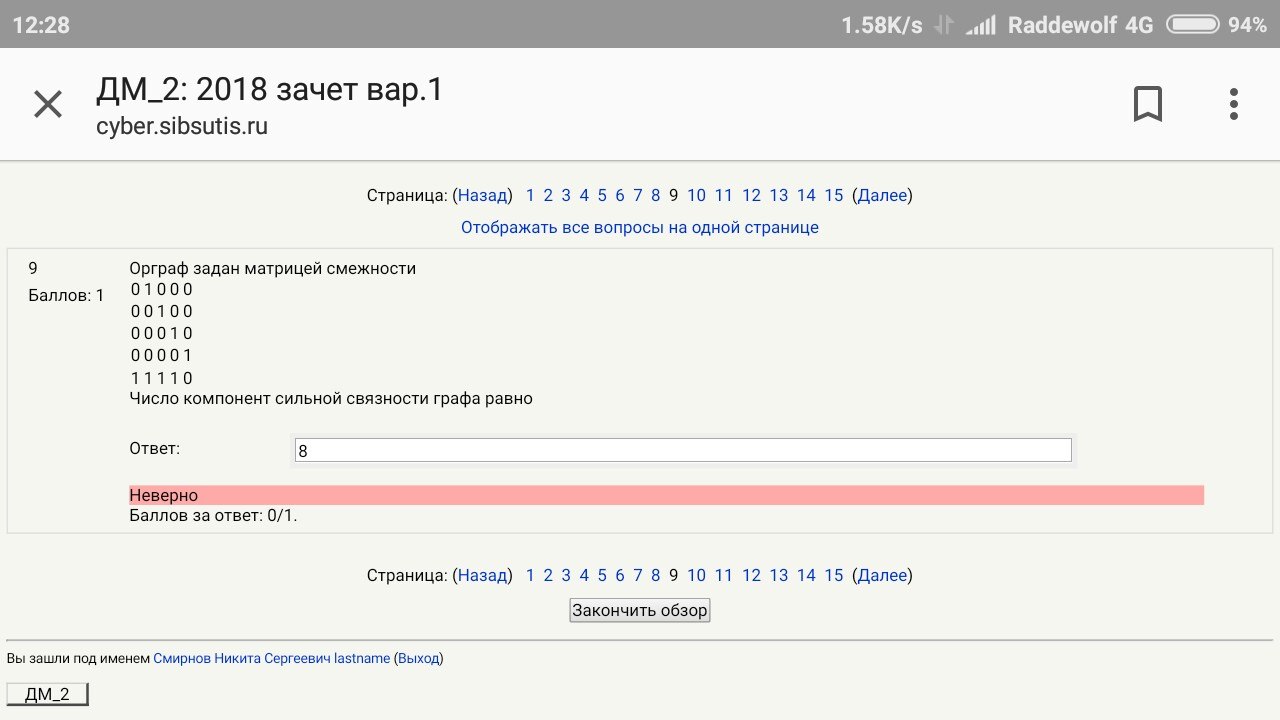 12:28 1.58K/s Raddewolf 4G 94%
ДМ_2: 2018 зачет вар.1
cyber.sibsutis.ru
Страница: (Назад) 1 2 3 4 5 6 7 8 9 10 11 12 13 14 15 (Далее)
Отображать все вопросы на одной странице
9
Баллов: 1
Орграф задан матрицей смежности
0 1 0 0 0
0 0 1 0 0
0 0 0 1 0
0 0 0 0 1
1 1 1 1 0
Число компонент сильной связности графа равно
Ответ: 8
Неверно
Баллов за ответ: 0/1.
Страница: (Назад) 1 2 3 4 5 6 7 8 9 10 11 12 13 14 15 (Далее)
Закончить обзор
Вы зашли под именем Смирнов Никита Сергеевич lastname (Выход)
ДМ_2